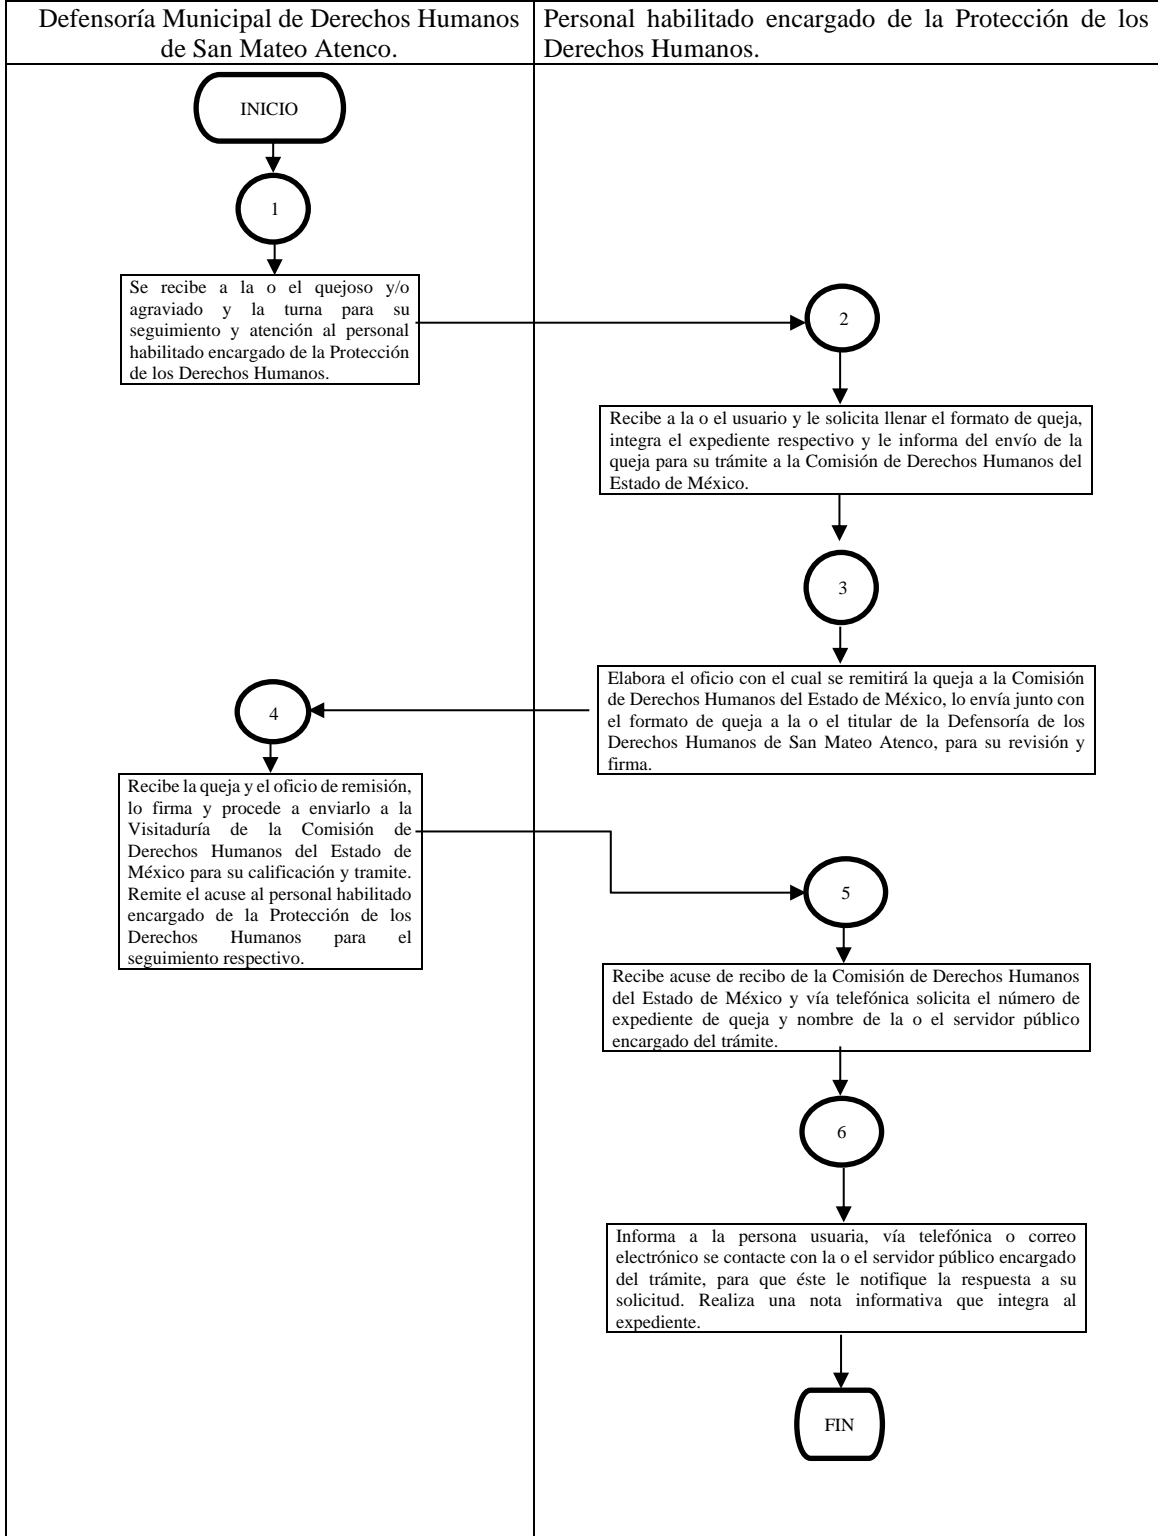 Defensoría Municipal de Derechos Humanos
de San Mateo Atenco.
Personal habilitado encargado de la Protección de los
Derechos Humanos.
INICIO
1
Se recibe a la o el quejoso y/o
agraviado y la turna para su
seguimiento y atención al personal
habilitado encargado de la Protección
de los Derechos Humanos.
2
Recibe a la o el usuario y le solicita llenar el formato de queja,
integra el expediente respectivo y le informa del envío de la
queja para su trámite a la Comisión de Derechos Humanos del
Estado de México.
3
Elabora el oficio con el cual se remitirá la queja a la Comisión
de Derechos Humanos del Estado de México, lo envía junto con
el formato de queja a la o el titular de la Defensoría de los
Derechos Humanos de San Mateo Atenco, para su revisión y
firma.
4
Recibe la queja y el oficio de remisión,
lo firma y procede a enviarlo a la
Visitaduría de la Comisión de
Derechos Humanos del Estado de
México para su calificación y tramite.
Remite el acuse al personal habilitado
encargado de la Protección de los
Derechos Humanos para el
seguimiento respectivo.
5
Recibe acuse de recibo de la Comisión de Derechos Humanos
del Estado de México y vía telefónica solicita el número de
expediente de queja y nombre de la o el servidor público
encargado del trámite.
6
Informa a la persona usuaria, vía telefónica o correo
electrónico se contacte con la o el servidor público encargado
del trámite, para que éste le notifique la respuesta a su
solicitud. Realiza una nota informativa que integra al
expediente.
FIN